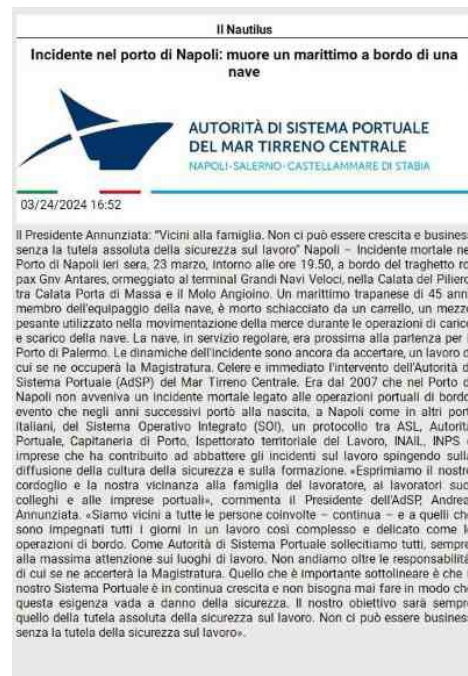 Il Nautilus
Incidente nel porto di Napoli: muore un marittimo a bordo di una
nave
AUTORITÀ DI SISTEMA PORTUALE
DEL MAR TIRRENO CENTRALE
NAPOLI-SALERNO-CASTELLAMMARE DI STABIA
03/24/2024 16:52
Il Presidente Annunziata: "Vicini alla famiglia. Non ci può essere crescita e business
senza la tutela assoluta della sicurezza sul lavoro" Napoli – Incidente mortale ne
Porto di Napoli ieri sera, 23 marzo, intorno alle ore 19.50, a bordo del traghetto ro
pax Gnv Antares, ormeggiato al terminal Grandi Navi Veloci, nella Calata del Piliero
tra Calata Porta di Massa e il Molo Angioino. Un marittimo trapanese di 45 ann
membro dell'equipaggio della nave, è morto schiacciato da un carrello, un mezzo
pesante utilizzato nella movimentazione della merce durante le operazioni di carico
e scarico della nave. La nave, in servizio regolare, era prossima alla partenza per i
Porto di Palermo. Le dinamiche dell'incidente sono ancora da accertare, un lavoro d
cui se ne occuperà la Magistratura. Celere e immediato l'intervento dell'Autorità d
Sistema Portuale (AdSP) del Mar Tirreno Centrale. Era dal 2007 che nel Porto d
Napoli non avveniva un incidente mortale legato alle operazioni portuali di bordo
evento che negli anni successivi portò alla nascita, a Napoli come in altri port
italiani, del Sistema Operativo Integrato (SOI), un protocollo tra ASL, Autorità
Portuale, Capitaneria di Porto, Ispettorato territoriale del Lavoro, INAIL, INPS e
imprese che ha contribuito ad abbattere gli incidenti sul lavoro spingendo sulla
diffusione della cultura della sicurezza e sulla formazione. «Esprimiamo il nostro
cordoglio e la nostra vicinanza alla famiglia del lavoratore, ai lavoratori suo
colleghi e alle imprese portuali», commenta il Presidente dell'AdSP, Andrea
Annunziata. «Siamo vicini a tutte le persone coinvolte – continua – e a quelli che
sono impegnati tutti i giorni in un lavoro così complesso e delicato come le
operazioni di bordo. Come Autorità di Sistema Portuale sollecitiamo tutti, sempre
alla massima attenzione sui luoghi di lavoro. Non andiamo oltre le responsabilità
di cui se ne accerterà la Magistratura. Quello che è importante sottolineare è che i
nostro Sistema Portuale è in continua crescita e non bisogna mai fare in modo che
questa esigenza vada a danno della sicurezza. Il nostro obiettivo sarà sempre
quello della tutela assoluta della sicurezza sul lavoro. Non ci può essere business
senza la tutela della sicurezza sul lavoro».